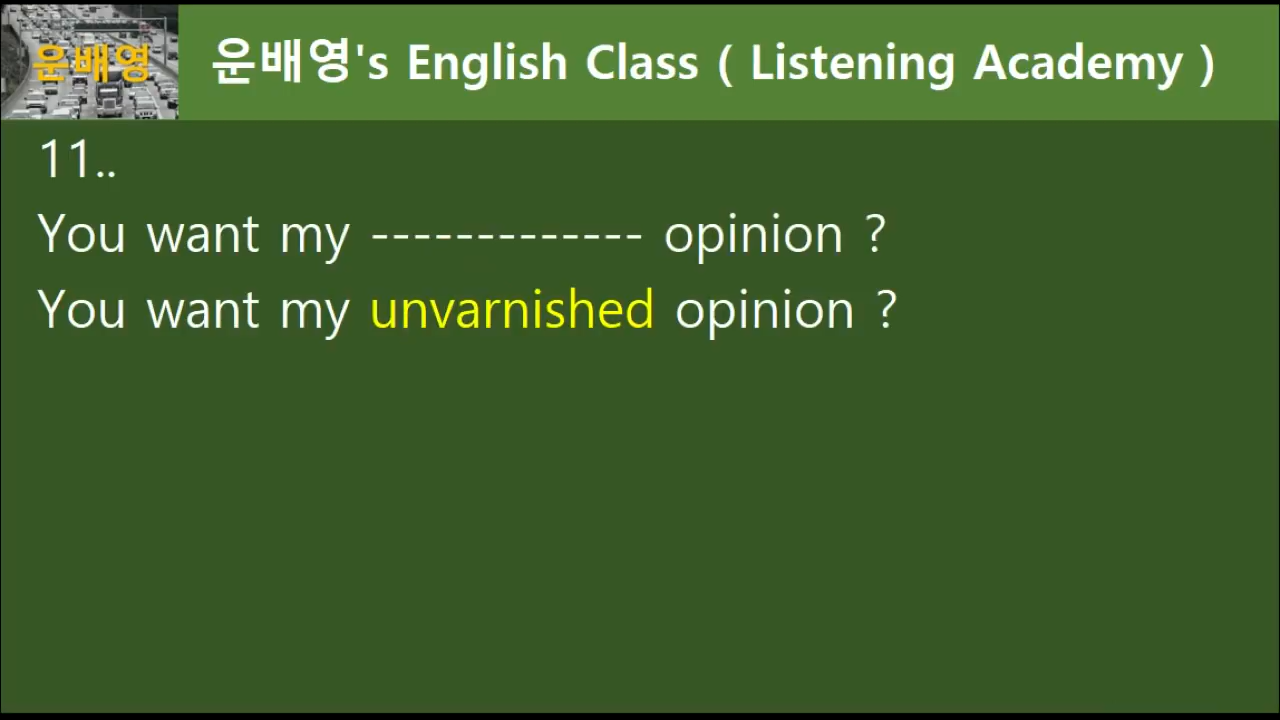 운배영
운배영's English Class ( Listening Academy )
11..
You want my ------------- opinion ?
You want my unvarnished opinion ?